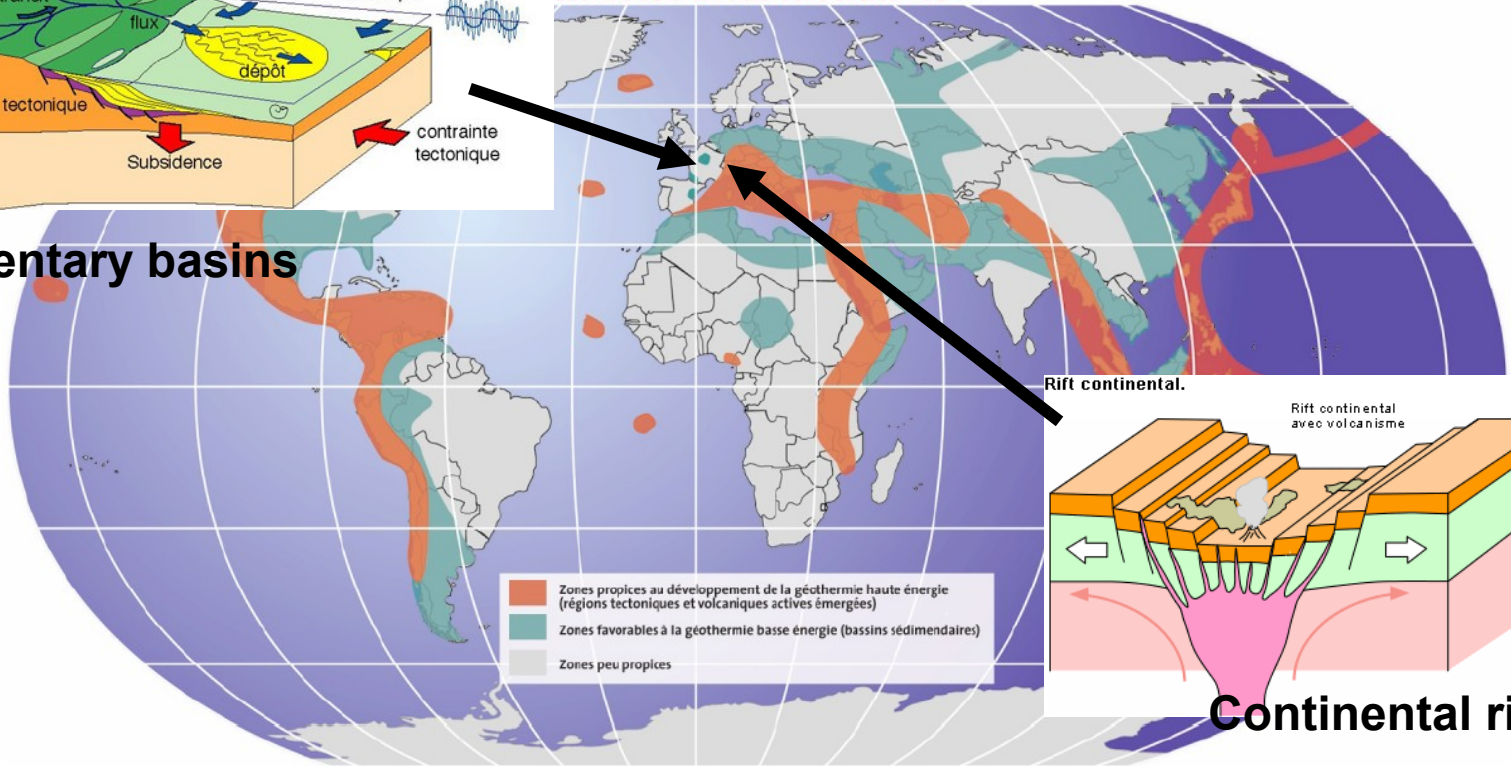 flux
dépôt
tectonique
Subsidence
contrainte
tectonique
entary basins
Rift continental.
Rift continental
avec volcanisme
Zones propices au développement de la géothermie haute énergie
(régions tectoniques et volcaniques actives émergées)
Zones favorables à la géothermie basse énergie (bassins sédimendaires)
Zones peu propices
Continental ri